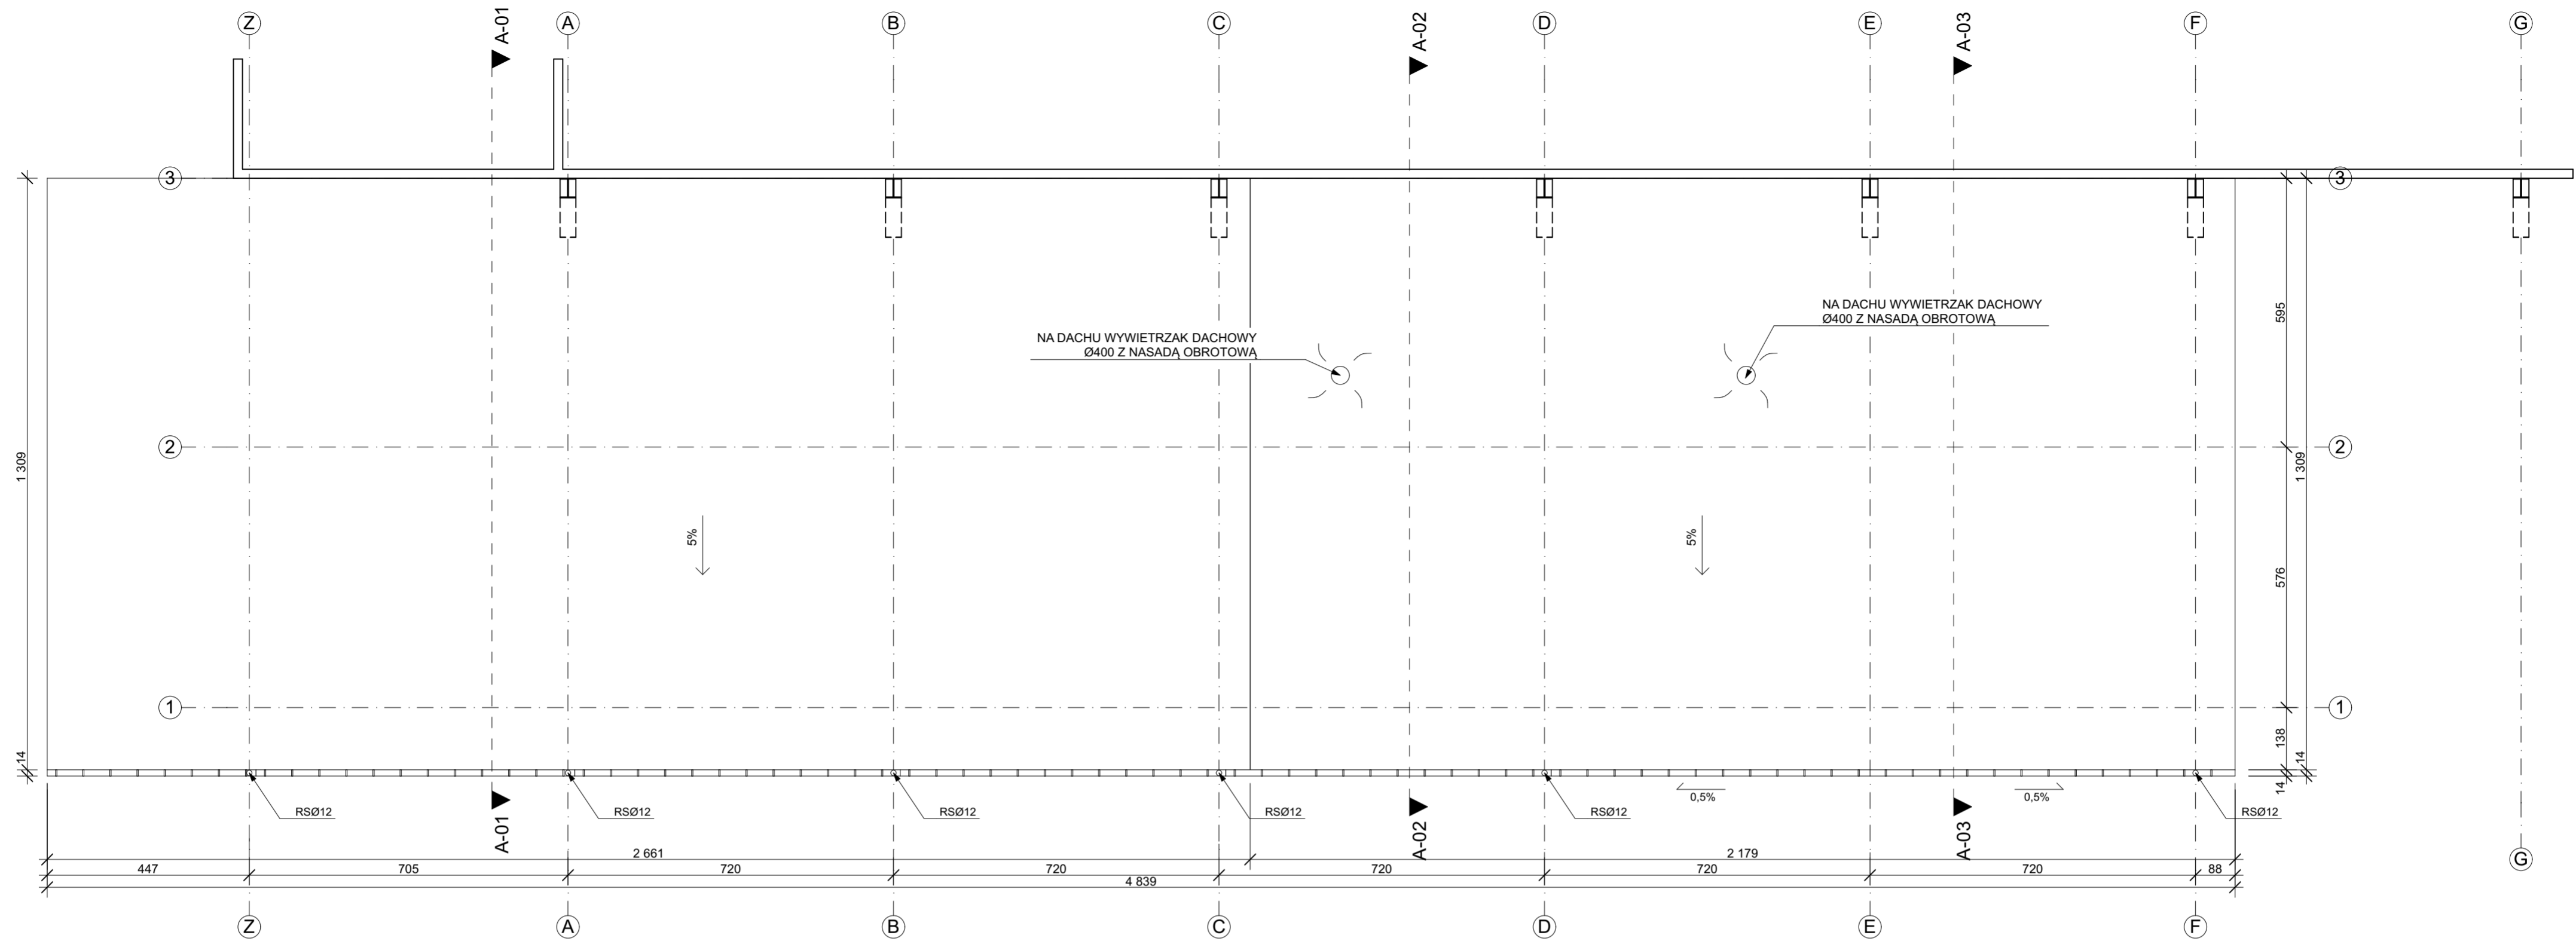 Z
A-01
A
B
C
A-02
D
E
A-03
F
G
3
3
NA DACHU WYWIETRZAK DACHOWY
Ø400 Z NASADĄ OBROTOWĄ
NA DACHU WYWIETRZAK DACHOWY
Ø400 Z NASADĄ OBROTOWĄ
595
1 309
2
2
1 309
5%
5%
576
1
1
138
14
14
14
0,5%
0,5%
RSØ12
RSØ12
RSØ12
RSØ12
RSØ12
RSØ12
A-01
A-02
A-03
2 661
2 179
447
705
720
720
720
720
720
88
4 839
G
Z
A
B
C
D
E
F